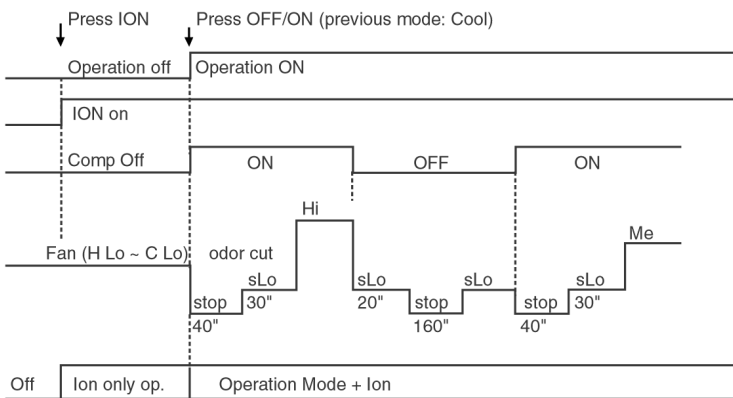 Press ION
Press OFF/ON (previous mode: Cool)
Operation off
Operation ON
ION on
Comp Off
ON
OFF
ON
Hi
Me
Fan (H Lo ~ C Lo)
odor cut
sLo
sLo
sLo
sLo
stop
30"
20"
stop
stop
30"
40"
160"
40"
Off
Ion only op.
Operation Mode + Ion